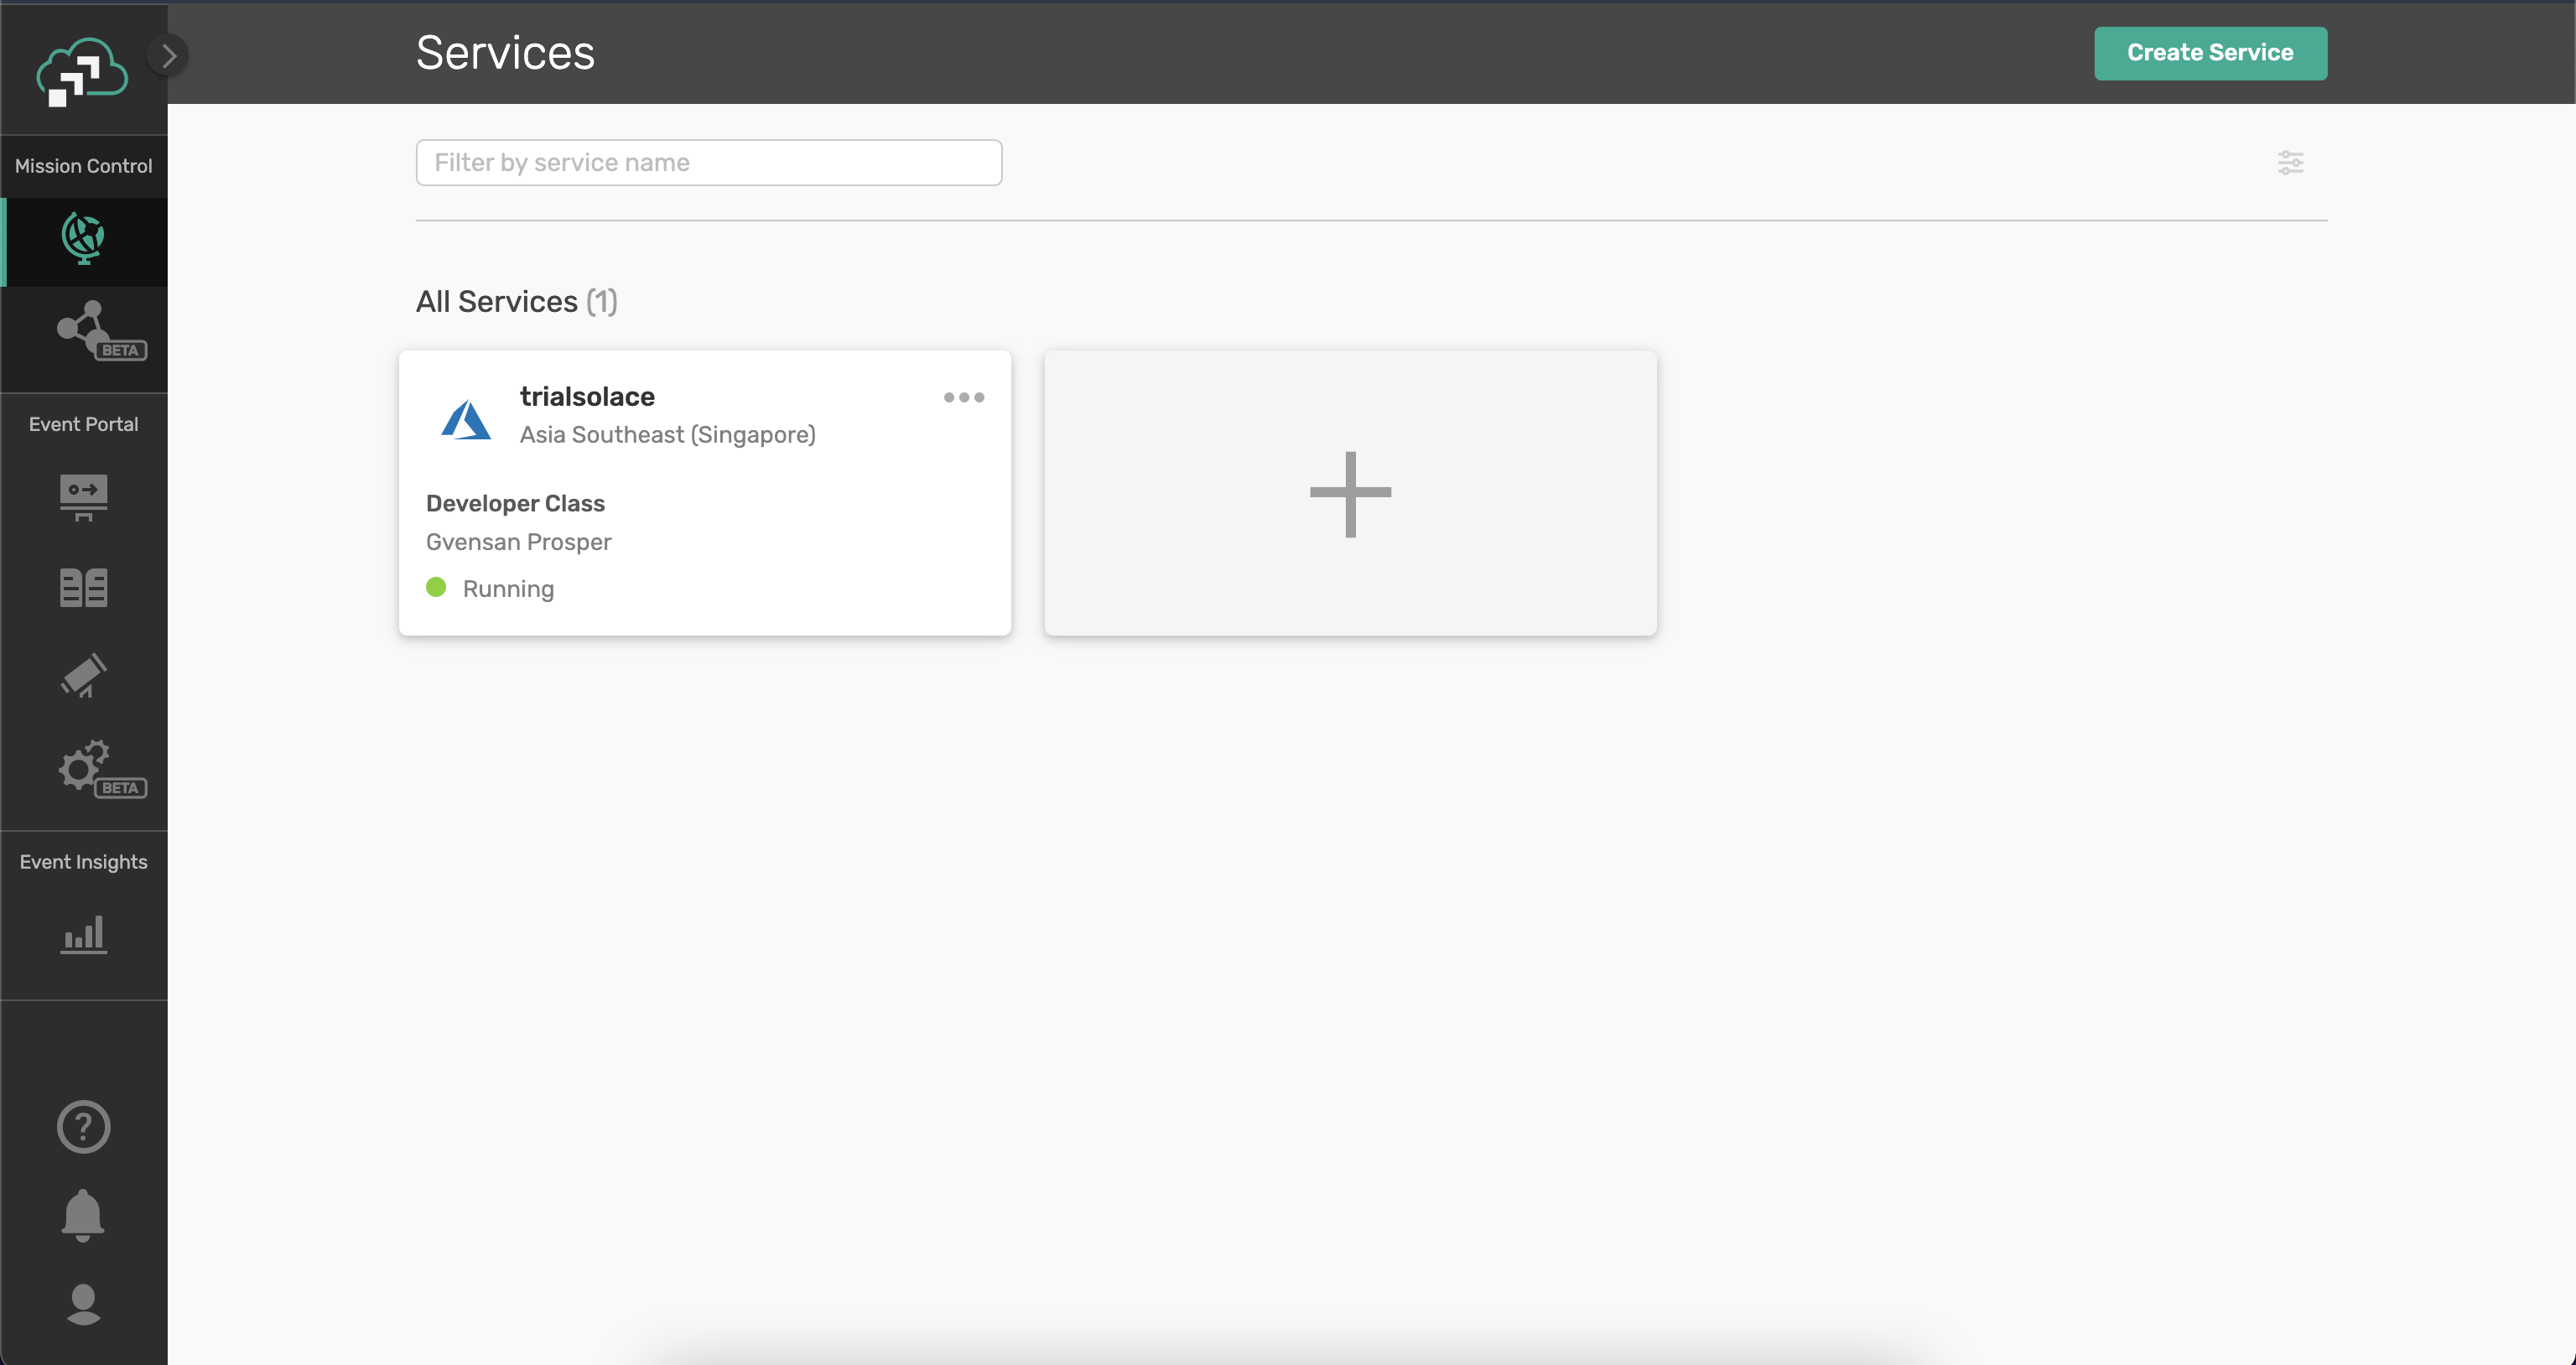 Services
Create Service
Mission Control
Filter by service name
BETA
All Services (1)
trialsolace
Asia Southeast (Singapore)
Developer Class
Gvensan Prosper
Running
Event Portal
BETA
Event Insights
?